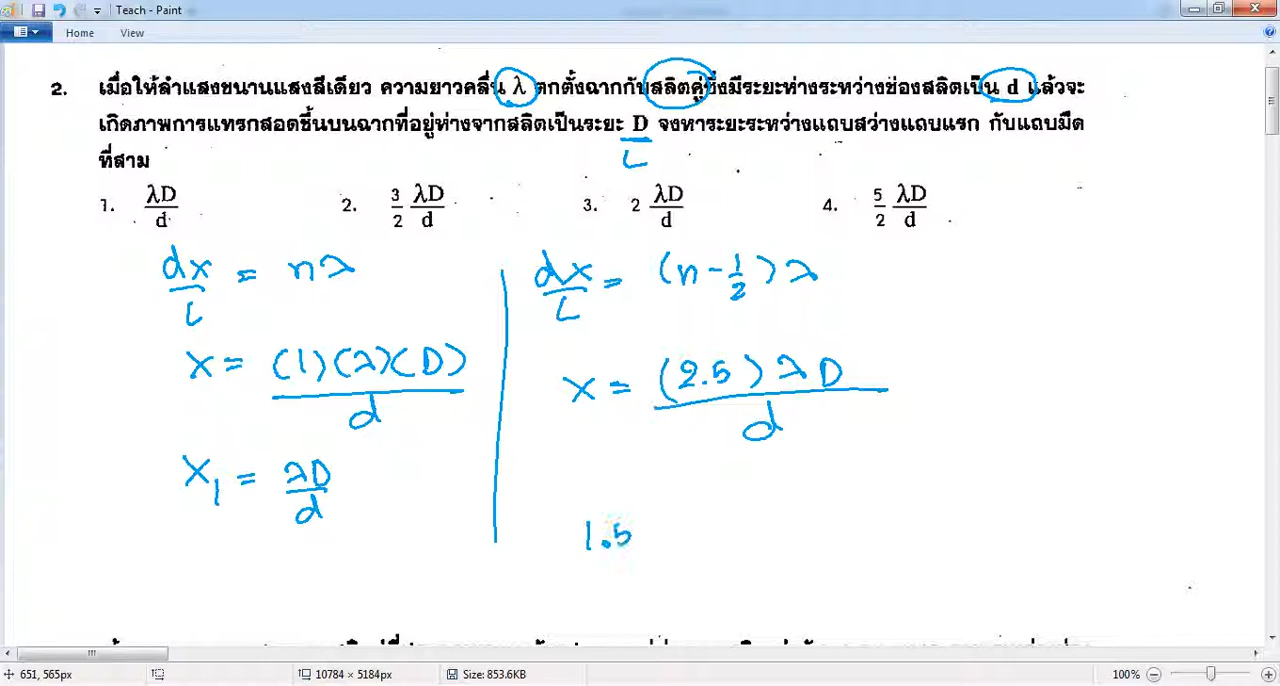 Teach - Paint
Home View
2. เมื่อให้ลำแสงขนานแสงสีเดียว ความยาวคลื่น λ ตกตั้งฉากกับสลิตคู่ซึ่งมีระยะห่างระหว่างช่องสลิตเป็น d แล้วจะ
เกิดภาพการแทรกสอดขึ้นบนฉากที่อยู่ห่างจากสลิตเป็นระยะ D จงหาระยะระหว่างแถบสว่างแถบแรก กับแถบมืด
L
ที่สาม
1. λD/d 2. 3/2 λD/d 3. 2 λD/d 4. 5/2 λD/d
dx/L = nλ
x = (1)(λ)(D)/d
x₁ = λD/d
dx/L = (n - 1/2)λ
x = (2.5)λD/d
1.5
651, 565px 10784 × 5184px Size: 853.6KB 100%